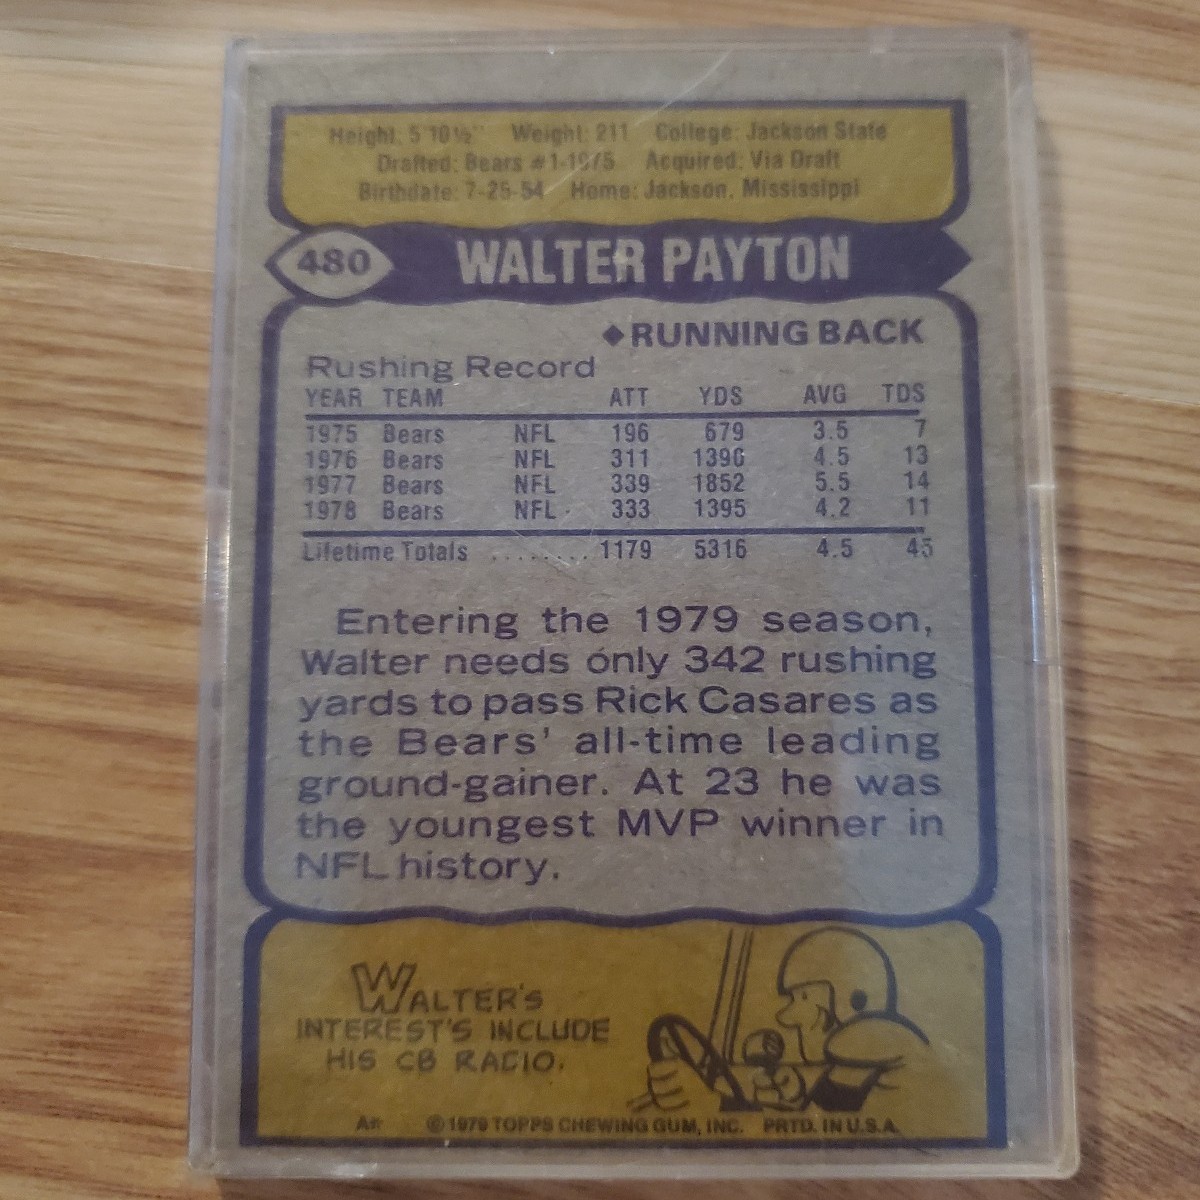 Height: 5'10½" Weight: 211 College: Jackson State
Drafted: Bears #1-1975 Acquired: Via Draft
Birthdate: 7-25-54 Home: Jackson, Mississippi
480 WALTER PAYTON
◆RUNNING BACK
Rushing Record
YEAR TEAM ATT YDS AVG TDS
1975 Bears NFL 196 679 3.5 7
1976 Bears NFL 311 1390 4.5 13
1977 Bears NFL 339 1852 5.5 14
1978 Bears NFL 333 1395 4.2 11
Lifetime Totals ........ 1179 5316 4.5 45
Entering the 1979 season,
Walter needs only 342 rushing
yards to pass Rick Casares as
the Bears' all-time leading
ground-gainer. At 23 he was
the youngest MVP winner in
NFL history.
WALTER'S
INTEREST'S INCLUDE
HIS CB RADIO.
© 1979 TOPPS CHEWING GUM, INC. PRTD. IN U.S.A.